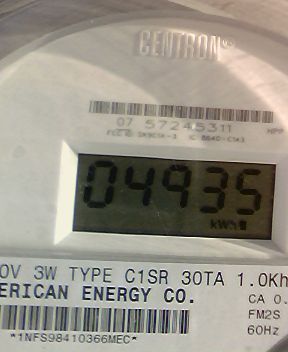 CENTRON®
07 57245311
04935
kWh
0V 3W TYPE C1SR 30TA 1.0Kh
ERICAN ENERGY CO.
CA 0.
FM2S
60Hz
*1NFS98410366MEC*